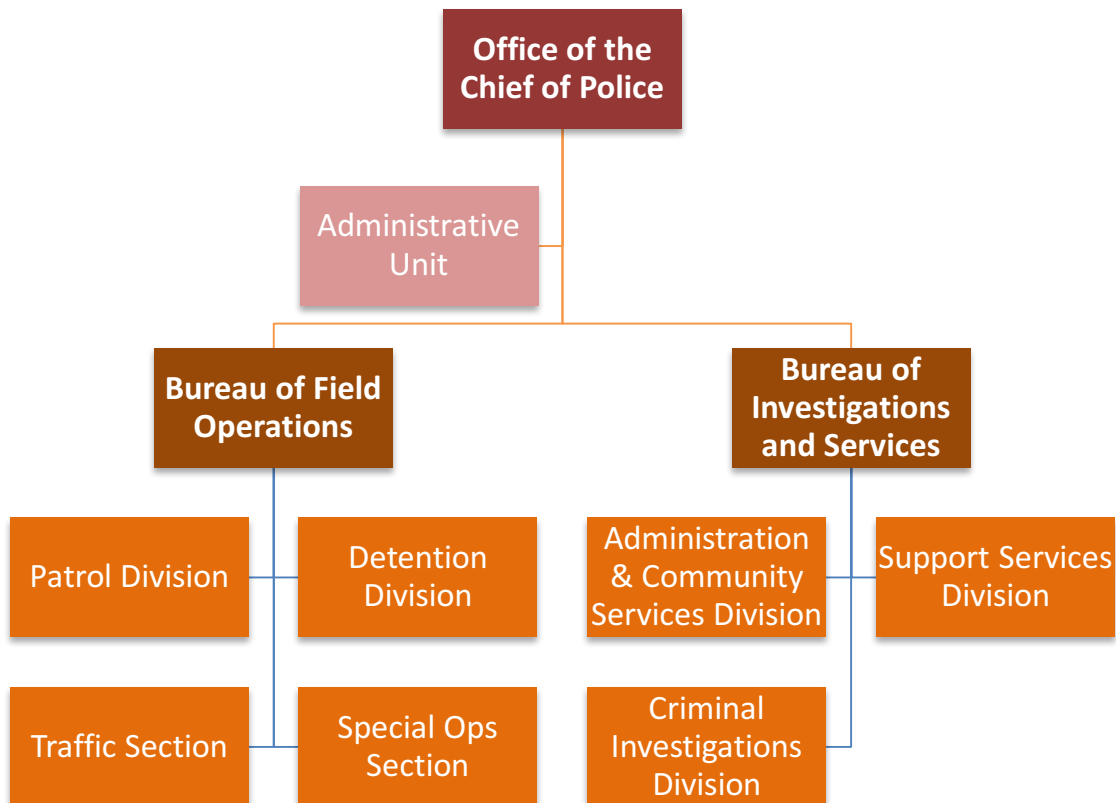 Office of the
Chief of Police
Administrative
Unit
Bureau of Field
Operations
Bureau of
Investigations
and Services
Patrol Division
Detention
Division
Administration
& Community
Services Division
Support Services
Division
Traffic Section
Special Ops
Section
Criminal
Investigations
Division